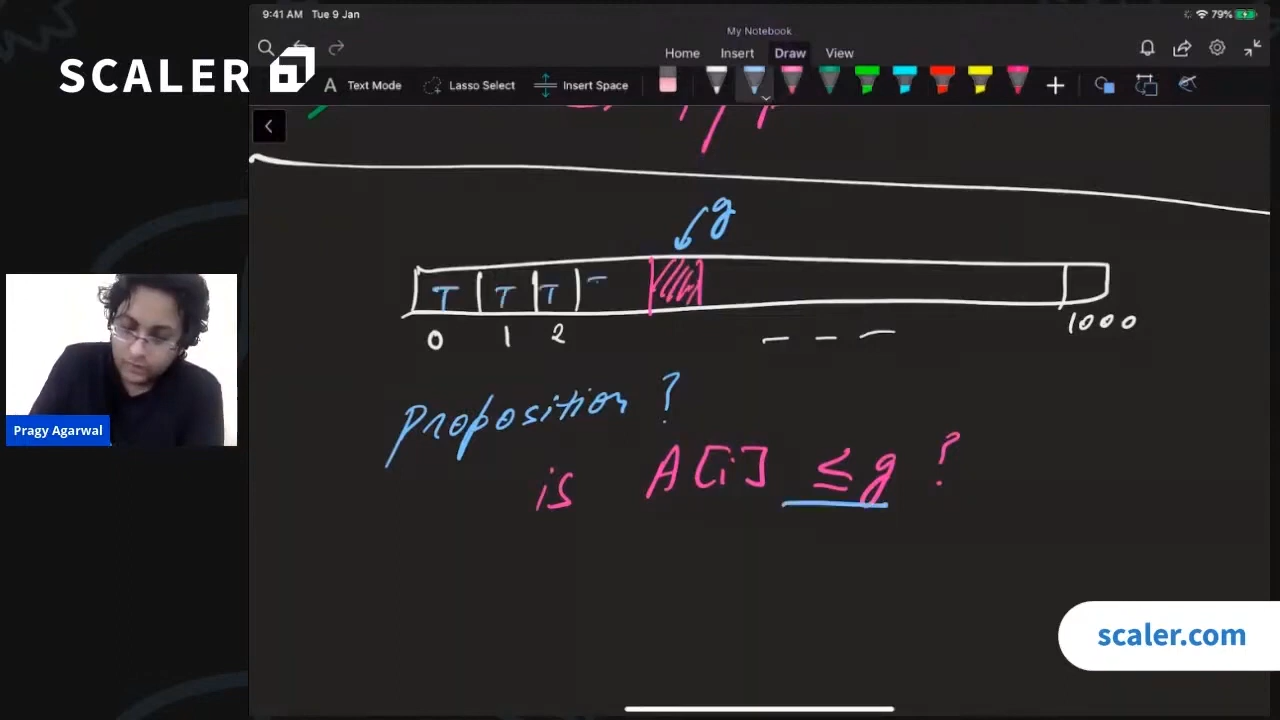 9:41 AM Tue 9 Jan
79%
My Notebook
SCALER
Home Insert Draw View
Text Mode Lasso Select Insert Space
g
T T T T
0 1 2 1000
proposition ?
is A[i] ≤ g ?
Pragy Agarwal
scaler.com